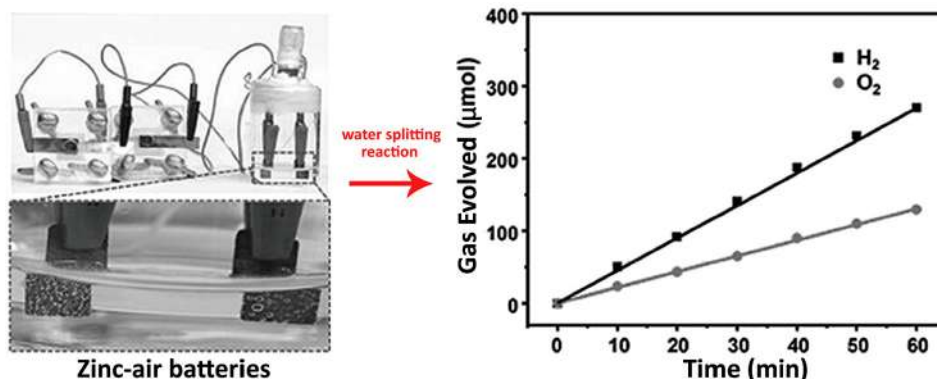 Zinc-air batteries
water splitting
reaction
Gas Evolved (μmol)
400
300
200
100
0
H₂
O₂
0 10 20 30 40 50 60
Time (min)